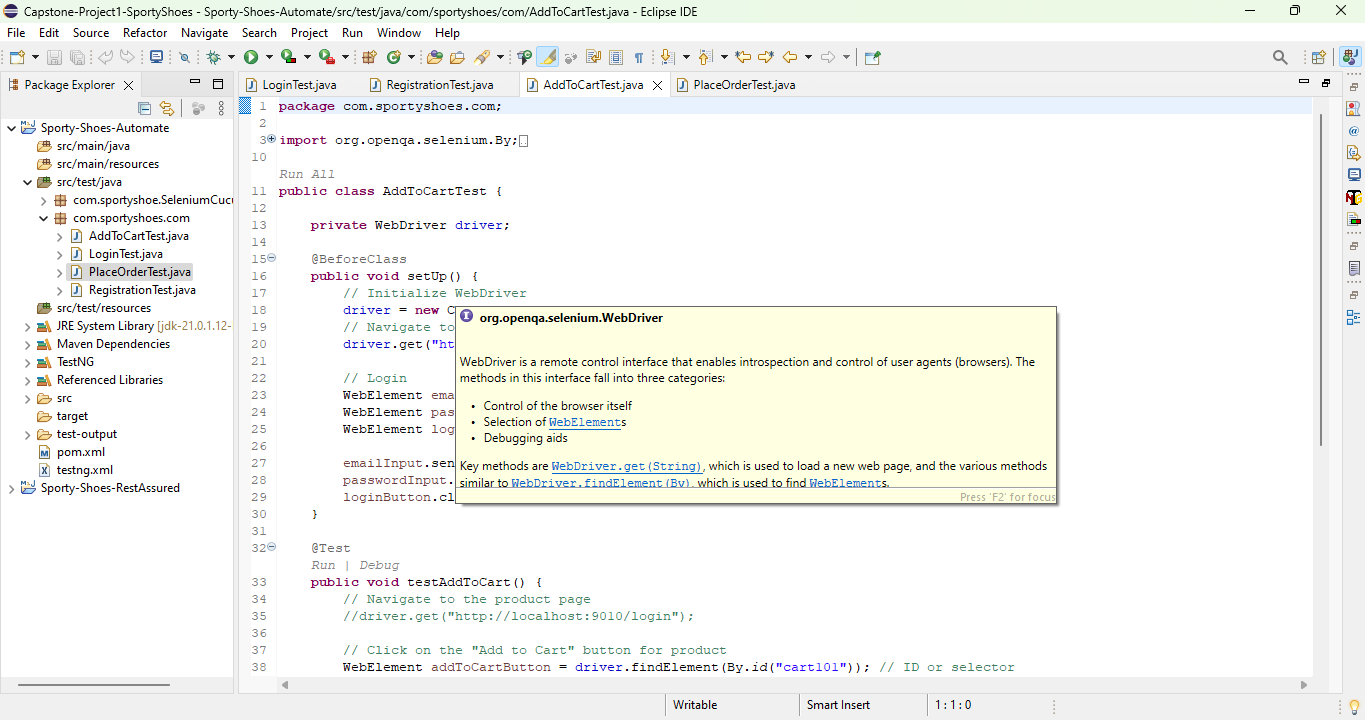 Capstone-Project1-SportyShoes - Sporty-Shoes-Automate/src/test/java/com/sportyshoes/com/AddToCartTest.java - Eclipse IDE
File Edit Source Refactor Navigate Search Project Run Window Help
Package Explorer
LoginTest.java RegistrationTest.java AddToCartTest.java PlaceOrderTest.java
Sporty-Shoes-Automate
src/main/java
src/main/resources
src/test/java
com.sportyshoe.SeleniumCucu
com.sportyshoes.com
AddToCartTest.java
LoginTest.java
PlaceOrderTest.java
RegistrationTest.java
src/test/resources
JRE System Library [jdk-21.0.1.12-
Maven Dependencies
TestNG
Referenced Libraries
src
target
test-output
pom.xml
testng.xml
Sporty-Shoes-RestAssured
1 package com.sportyshoes.com;
2
3 import org.openqa.selenium.By;
10
Run All
11 public class AddToCartTest {
12
13 private WebDriver driver;
14
15 @BeforeClass
16 public void setUp() {
17 // Initialize WebDriver
18 driver = new C
19 // Navigate to
20 driver.get("ht
21
22 // Login
23 WebElement ema
24 WebElement pas
25 WebElement log
26
27 emailInput.sen
28 passwordInput.
29 loginButton.cl
30 }
31
32 @Test
Run | Debug
33 public void testAddToCart() {
34 // Navigate to the product page
35 //driver.get("http://localhost:9010/login");
36
37 // Click on the "Add to Cart" button for product
38 WebElement addToCartButton = driver.findElement(By.id("cart101")); // ID or selector
org.openqa.selenium.WebDriver
WebDriver is a remote control interface that enables introspection and control of user agents (browsers). The
methods in this interface fall into three categories:
• Control of the browser itself
• Selection of WebElements
• Debugging aids
Key methods are WebDriver.get(String), which is used to load a new web page, and the various methods
similar to WebDriver.findElement(By), which is used to find WebElements.
Press 'F2' for focus
Writable Smart Insert 1 : 1 : 0